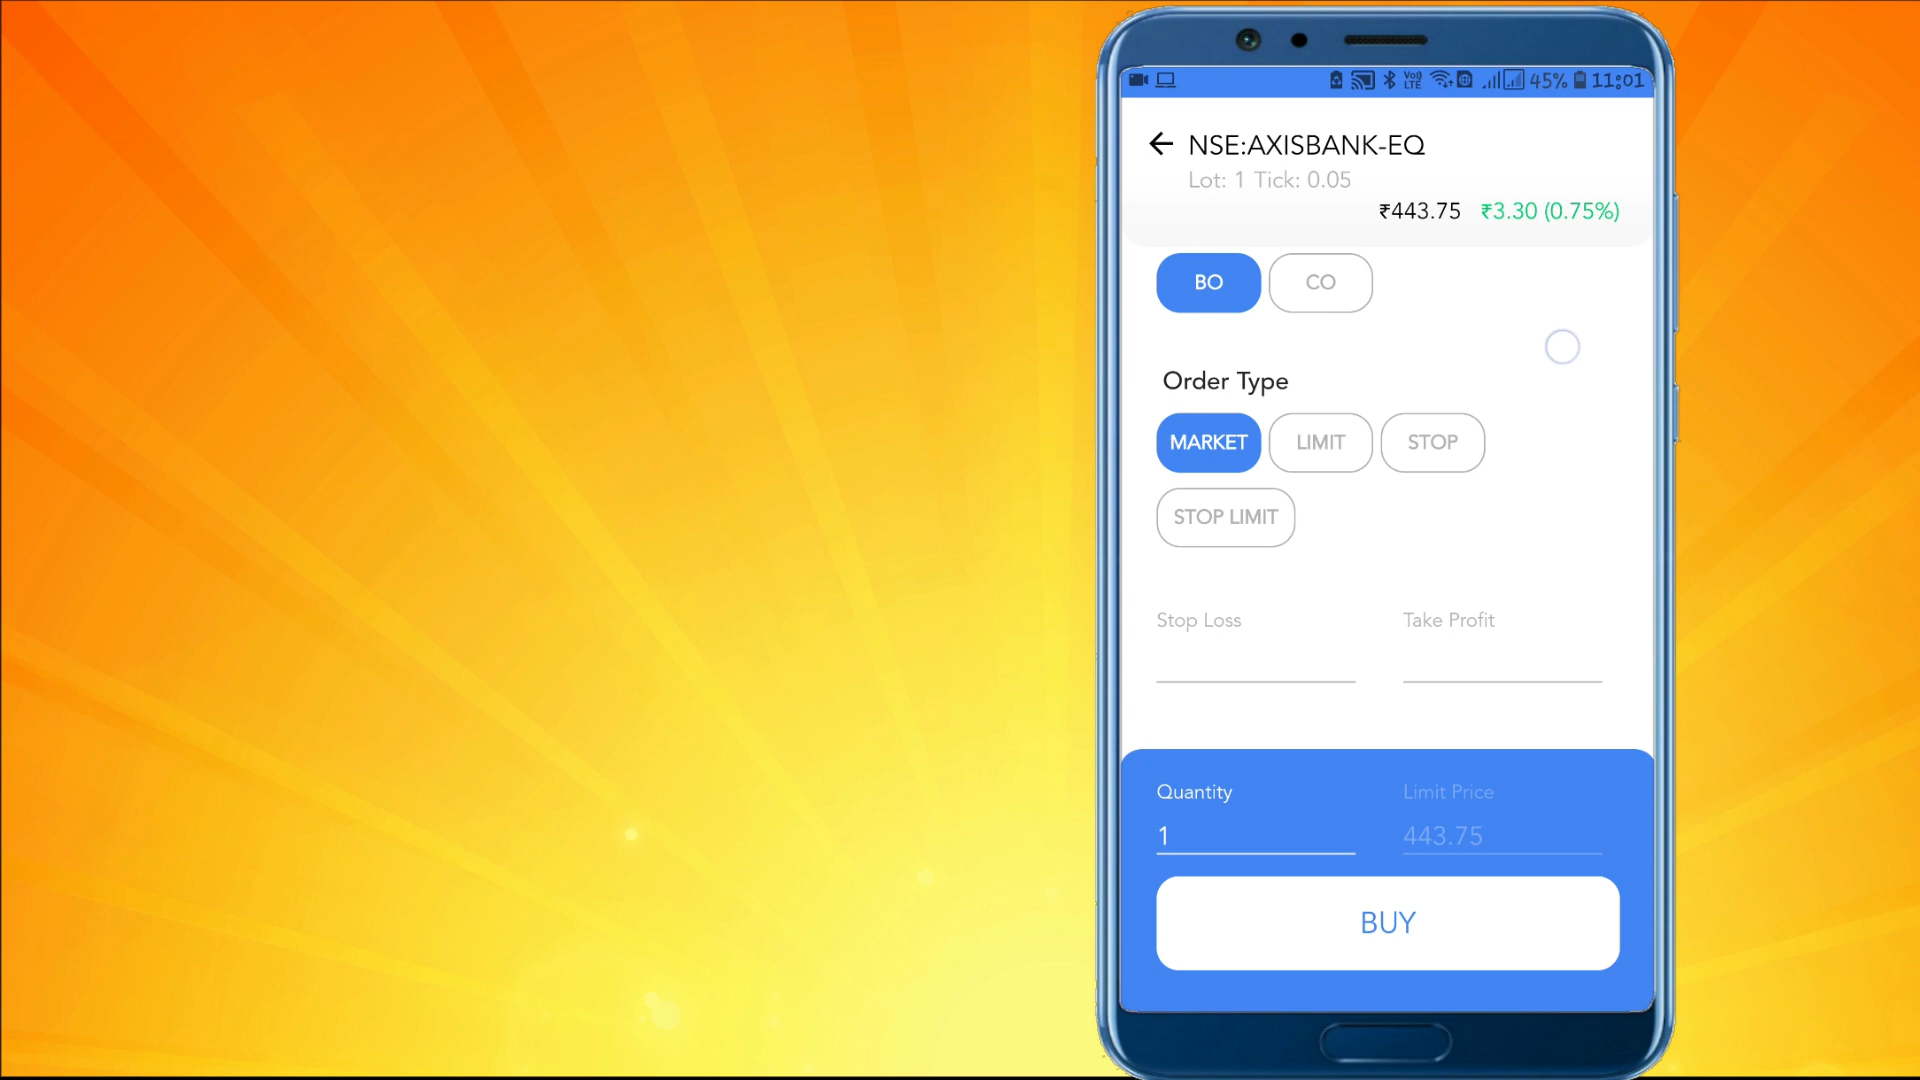 45% 11:01
NSE:AXISBANK-EQ
Lot: 1 Tick: 0.05
₹443.75 ₹3.30 (0.75%)
BO CO
Order Type
MARKET LIMIT STOP
STOP LIMIT
Stop Loss Take Profit
Quantity Limit Price
1 443.75
BUY